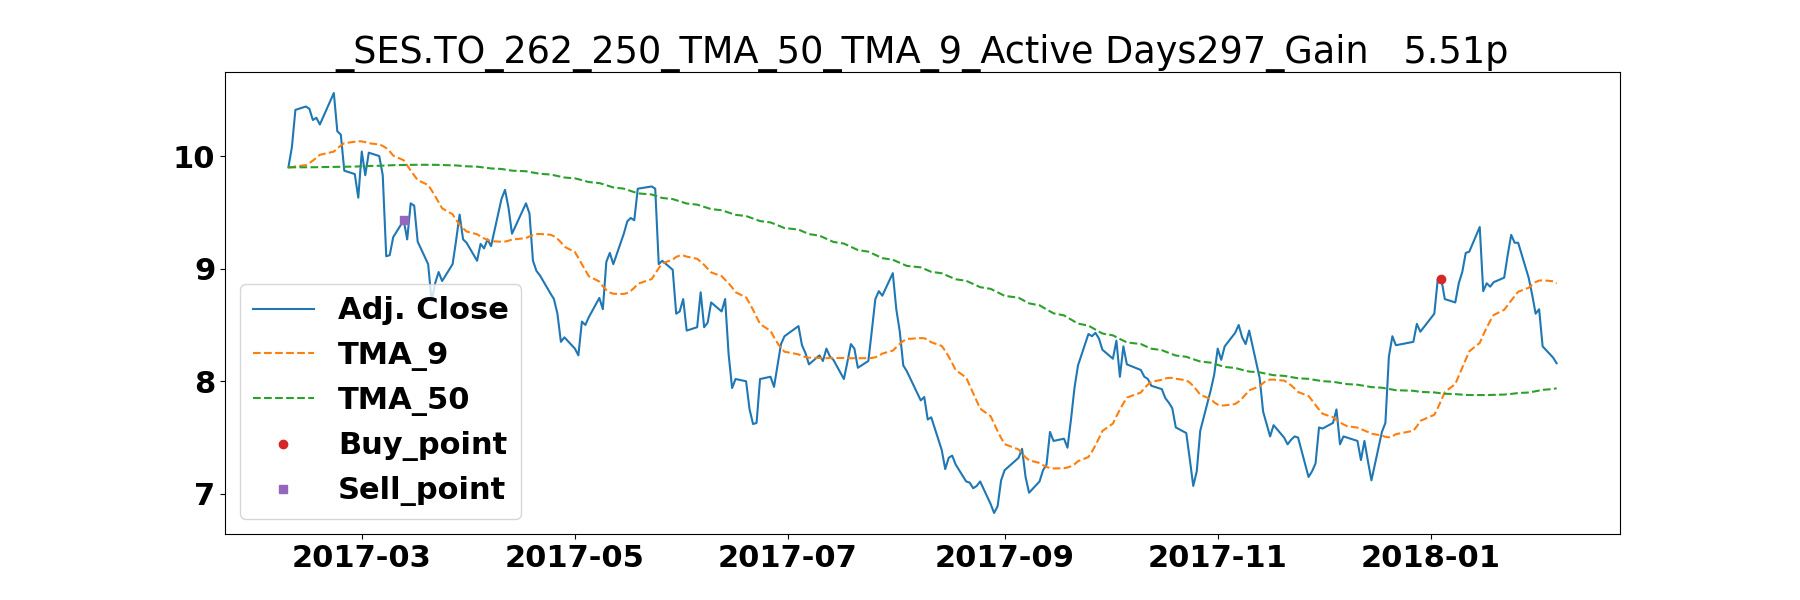 _SES.TO_262_250_TMA_50_TMA_9_Active Days297_Gain   5.51p
10
9
8
7
Adj. Close
TMA_9
TMA_50
Buy_point
Sell_point
2017-03 2017-05 2017-07 2017-09 2017-11 2018-01